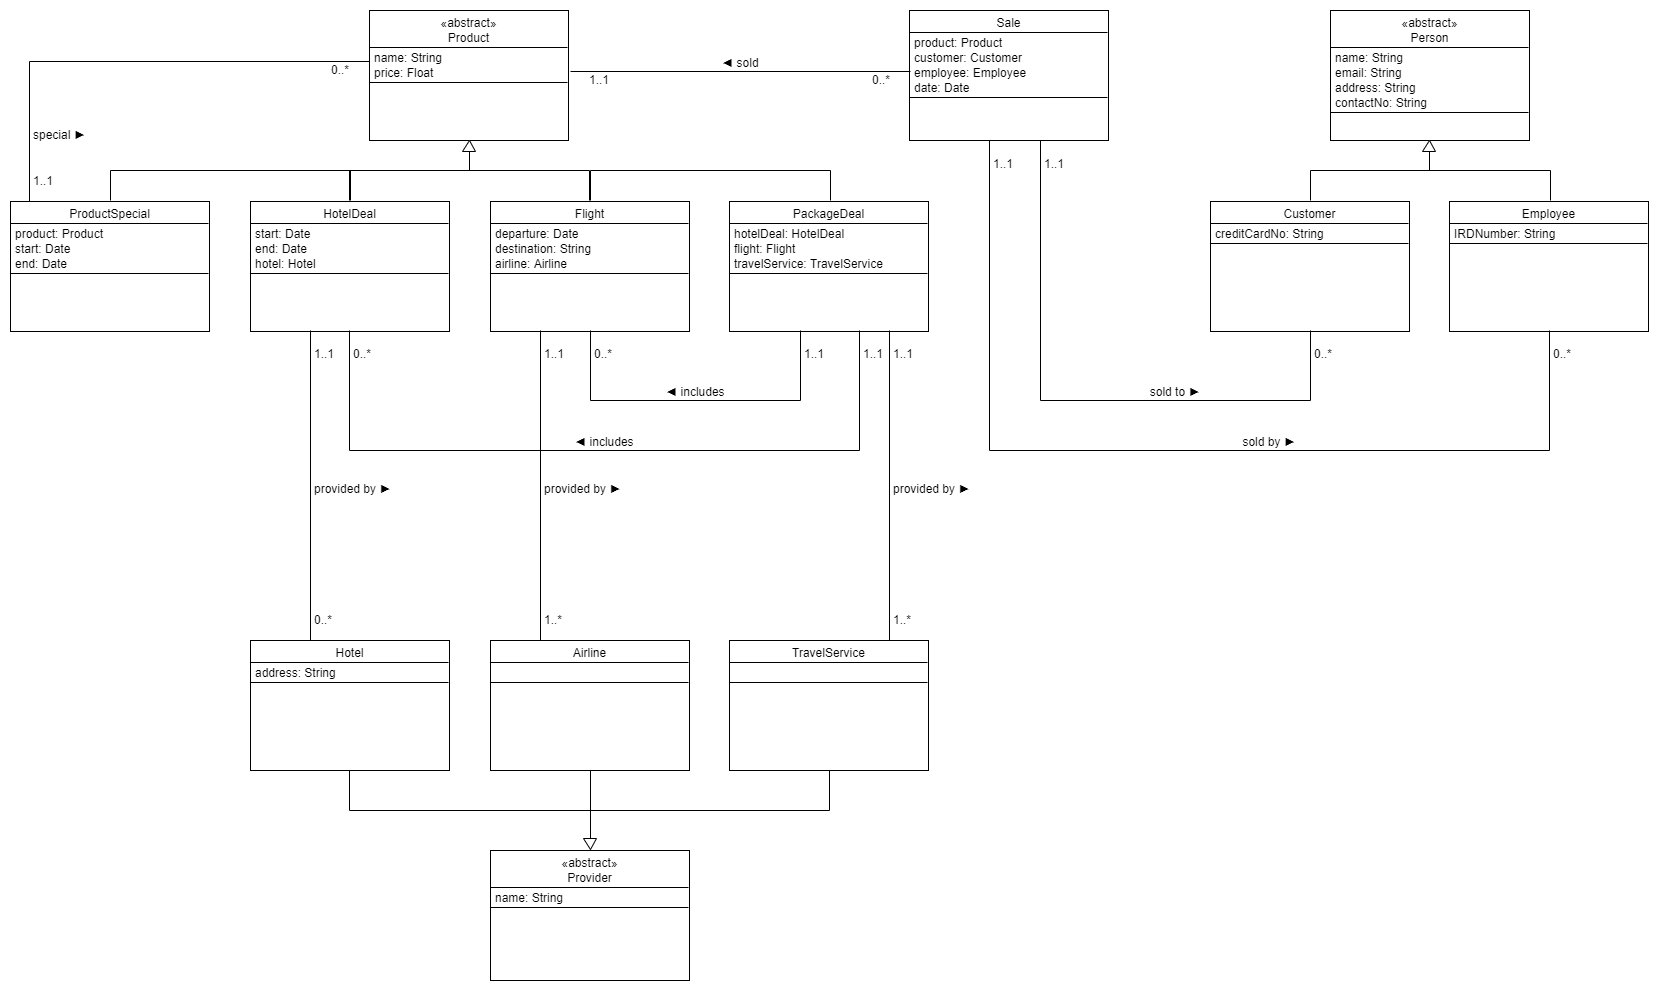 «abstract»
Product
name: String
price: Float
Sale
product: Product
customer: Customer
employee: Employee
date: Date
«abstract»
Person
name: String
email: String
address: String
contactNo: String
0..*
◄ sold
1..1
0..*
special ►
1..1
1..1
1..1
ProductSpecial
product: Product
start: Date
end: Date
HotelDeal
start: Date
end: Date
hotel: Hotel
Flight
departure: Date
destination: String
airline: Airline
PackageDeal
hotelDeal: HotelDeal
flight: Flight
travelService: TravelService
Customer
creditCardNo: String
Employee
IRDNumber: String
1..1
0..*
1..1
0..*
1..1
1..1
1..1
0..*
0..*
◄ includes
sold to ►
◄ includes
sold by ►
provided by ►
provided by ►
provided by ►
0..*
1..*
1..*
Hotel
address: String
Airline
TravelService
«abstract»
Provider
name: String